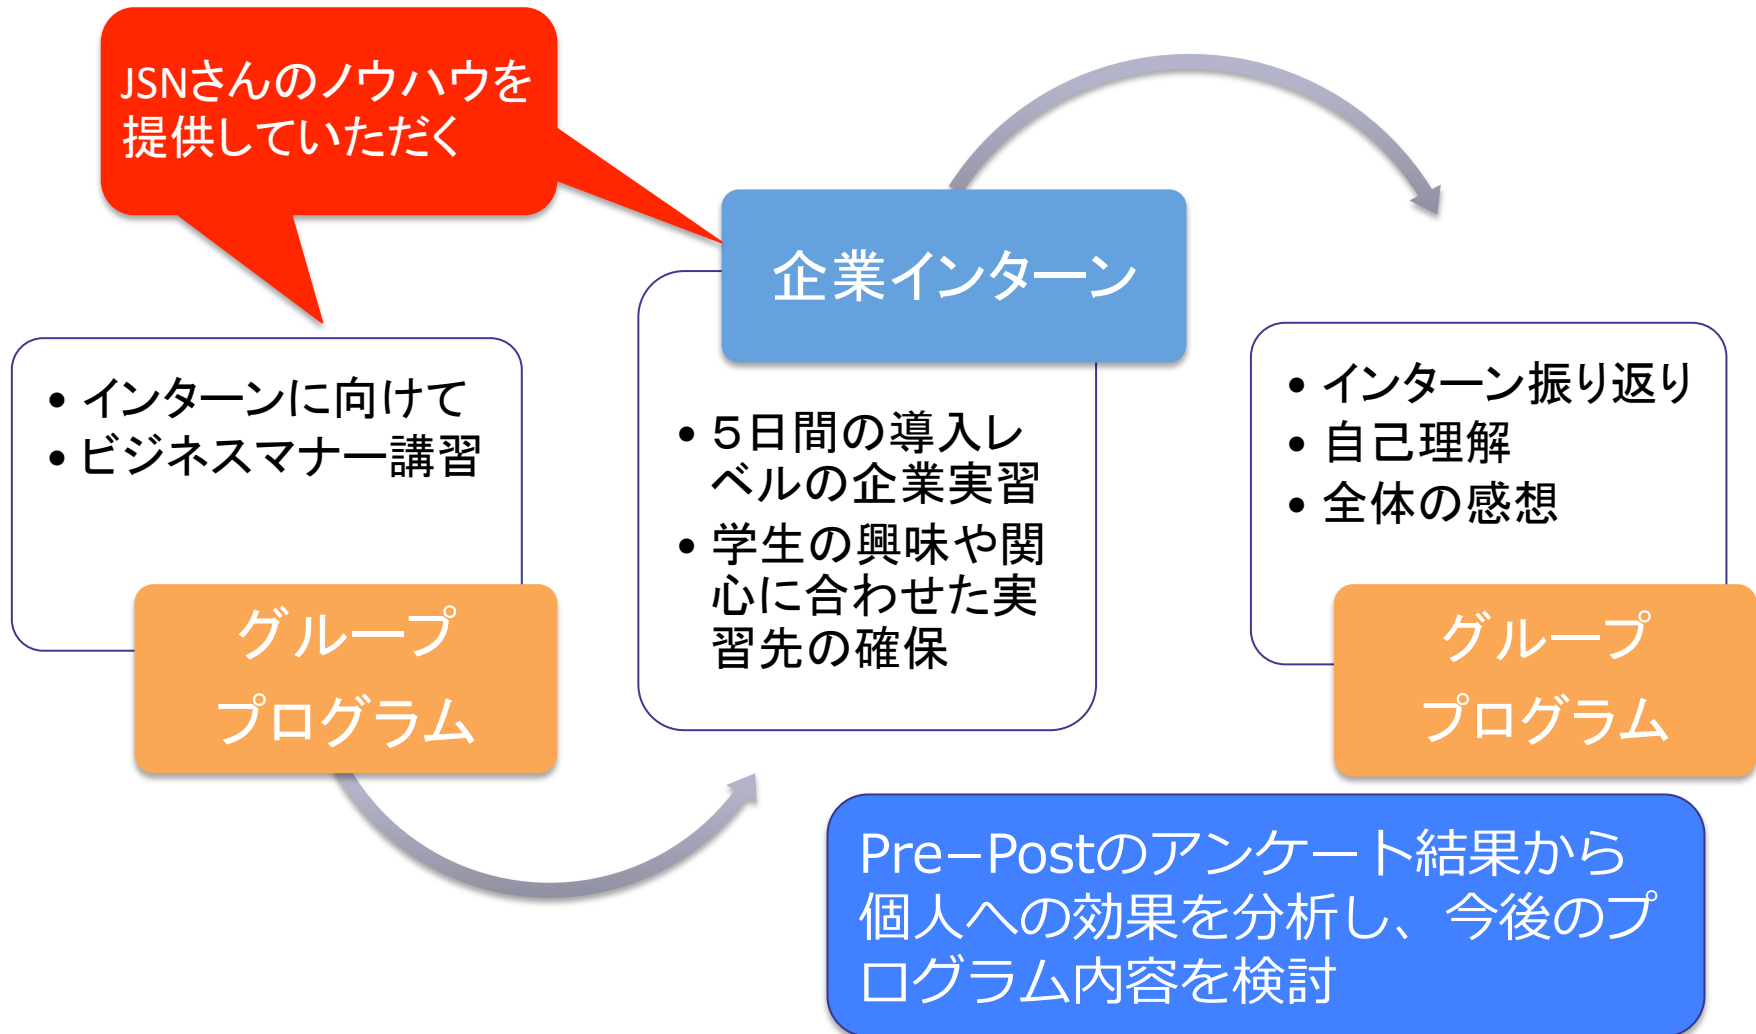 JSNさんのノウハウを
提供していただく
• インターンに向けて
• ビジネスマナー講習
グループ
プログラム
企業インターン
• 5日間の導入レ
ベルの企業実習
• 学生の興味や関
心に合わせた実
習先の確保
• インターン振り返り
• 自己理解
• 全体の感想
グループ
プログラム
Pre−Postのアンケート結果から
個人への効果を分析し、今後のプ
ログラム内容を検討